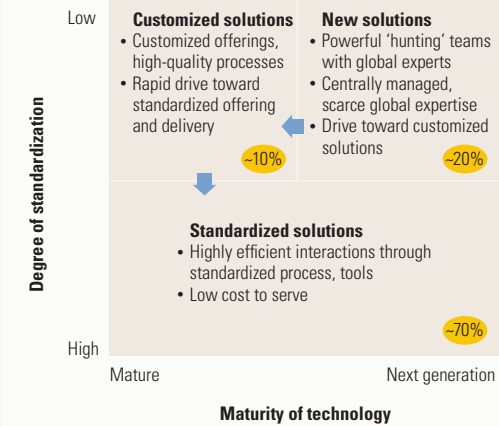 Low
Customized solutions
• Customized offerings,
high-quality processes
• Rapid drive toward
standardized offering
and delivery
~10%
New solutions
• Powerful ‘hunting’ teams
with global experts
• Centrally managed,
scarce global expertise
• Drive toward customized
solutions
~20%
Degree of standardization
Standardized solutions
• Highly efficient interactions through
standardized process, tools
• Low cost to serve
~70%
High
Mature
Next generation
Maturity of technology